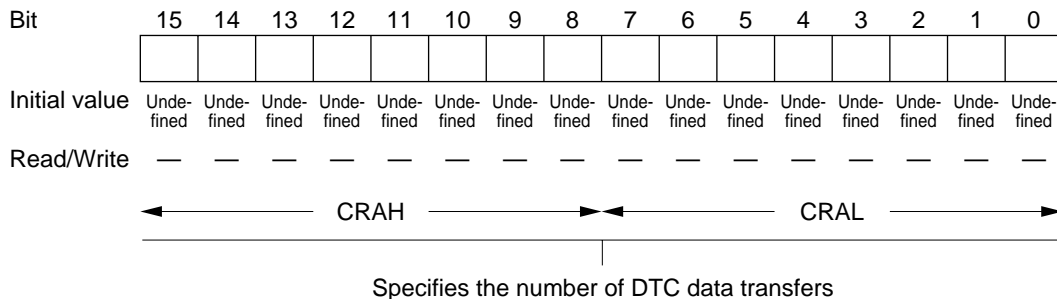 Bit 15 14 13 12 11 10 9 8 7 6 5 4 3 2 1 0
Initial value Unde- Unde- Unde- Unde- Unde- Unde- Unde- Unde- Unde- Unde- Unde- Unde- Unde- Unde- Unde- Unde-
fined fined fined fined fined fined fined fined fined fined fined fined fined fined fined fined
Read/Write — — — — — — — — — — — — — — — —
CRAH CRAL
Specifies the number of DTC data transfers